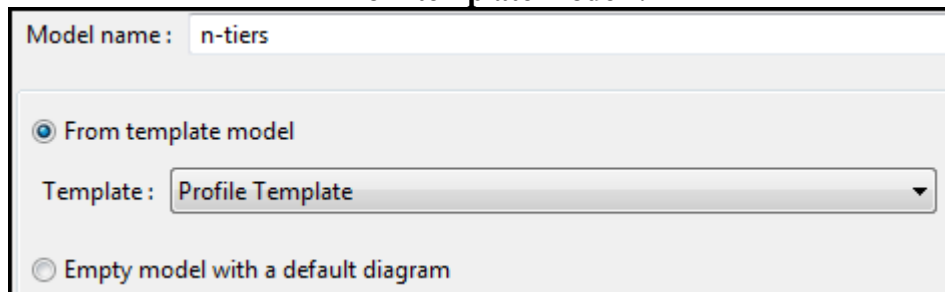 Model name : n-tiers
From template model
Template : Profile Template
Empty model with a default diagram